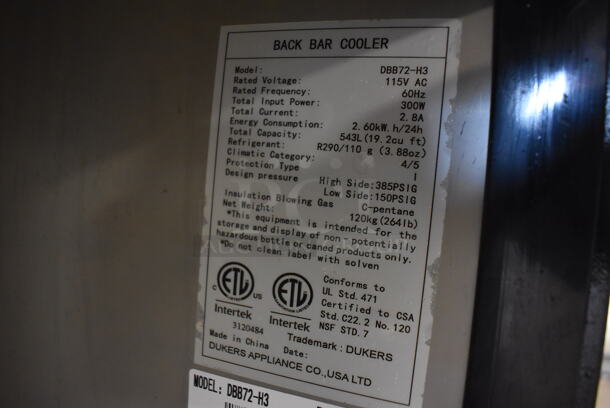 BACK BAR COOLER
Model: DBB72-H3
Rated Voltage: 115V AC
Rated Frequency: 60Hz
Total Input Power: 300W
Total Current: 2.8A
Energy Consumption: 2.60kW.h/24h
Total Capacity: 543L(19.2cu ft)
Refrigerant: R290/110 g (3.88oz)
Climatic Category: 4/5
Protection Type I
Design pressure High Side:385PSIG
Low Side:150PSIG
Insulation Blowing Gas C-pentane
Net Weight: 120kg(264lb)
*This equipment is intended for the
storage and display of non-potentially
hazardous bottle or caned products only.
*Do not clean label with solven
C ETL US
ETL
Intertek
Intertek
3120484
Conforms to
UL Std. 471
Certified to CSA
Std. C22.2 No. 120
NSF STD. 7
Trademark: DUKERS
Made in China Date:
DUKERS APPLIANCE CO.,USA LTD
MODEL: DBB72-H3